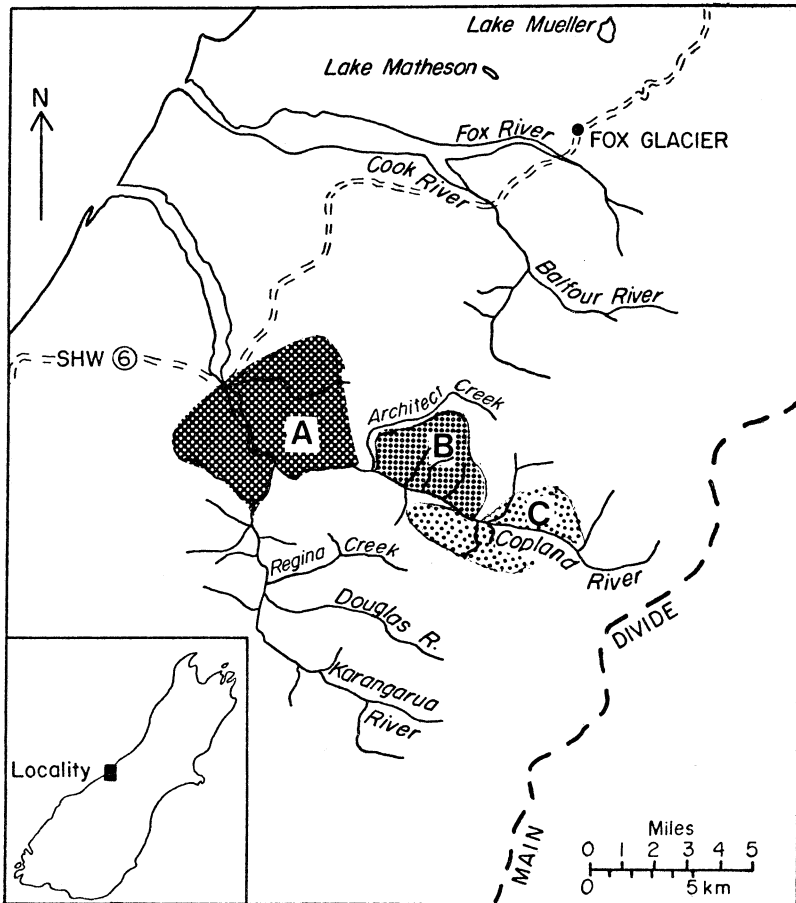 Lake Mueller
Lake Matheson
N
Fox River
FOX GLACIER
Cook River
Balfour River
SHW 6
Architect Creek
A
B
C
Copland River
Regina Creek
Douglas R.
Karangarua River
MAIN DIVIDE
Locality
Miles
0 1 2 3 4 5
0 5 km